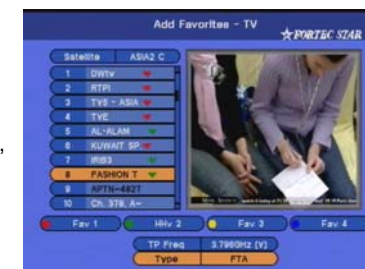 Add Favorites - TV
FORTEC STAR
Satellite ASIA2 C
1 DWtv
2 RTPI
3 TV5 - ASIA
4 TVE
5 AL-ALAM
6 KUWAIT SP
7 IRIB3
8 FASHION T
9 APTN-4827
10 Ch. 378, A~
Fav 1 HHv 2 Fav 3 Fav 4
TP Freq 3.7960Hz (V)
Type FTA
,